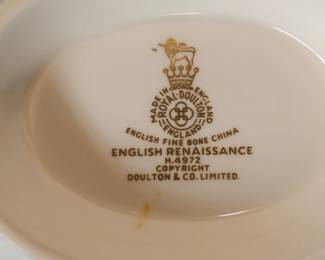 MADE IN ENGLAND
ROYAL·DOULTON
ENGLAND
ENGLISH FINE BONE CHINA
ENGLISH RENAISSANCE
H.4972
COPYRIGHT
DOULTON & CO. LIMITED.